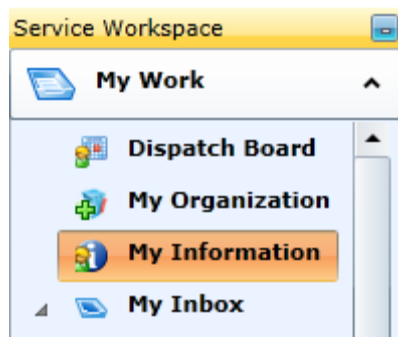 Service Workspace
My Work
Dispatch Board
My Organization
My Information
My Inbox